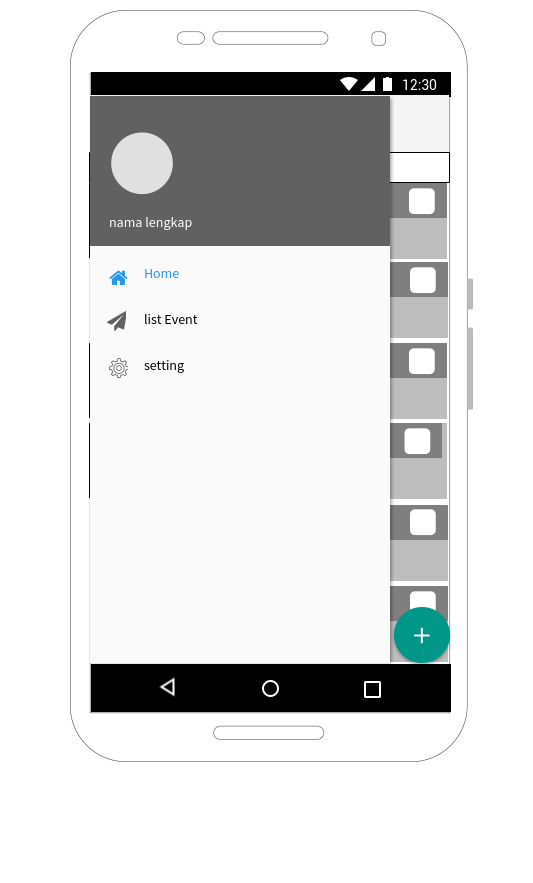 12:30
nama lengkap
Home
list Event
setting
+